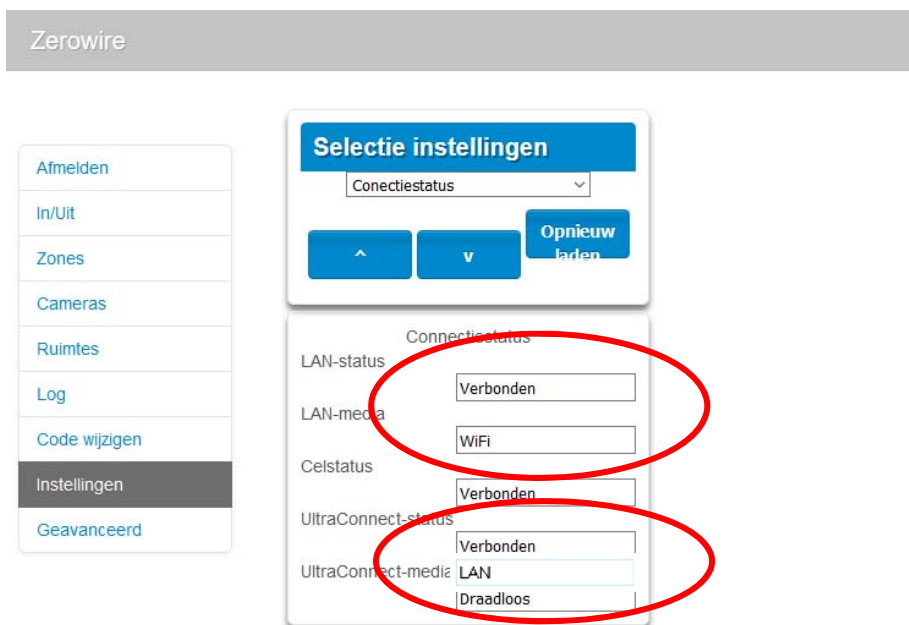 Zerowire
Afmelden
In/Uit
Zones
Cameras
Ruimtes
Log
Code wijzigen
Instellingen
Geavanceerd
Selectie instellingen
Conectiestatus
^
v
Opnieuw
laden
Connectiestatus
LAN-status
Verbonden
LAN-media
WiFi
Celstatus
Verbonden
UltraConnect-status
Verbonden
UltraConnect-media LAN
Draadloos